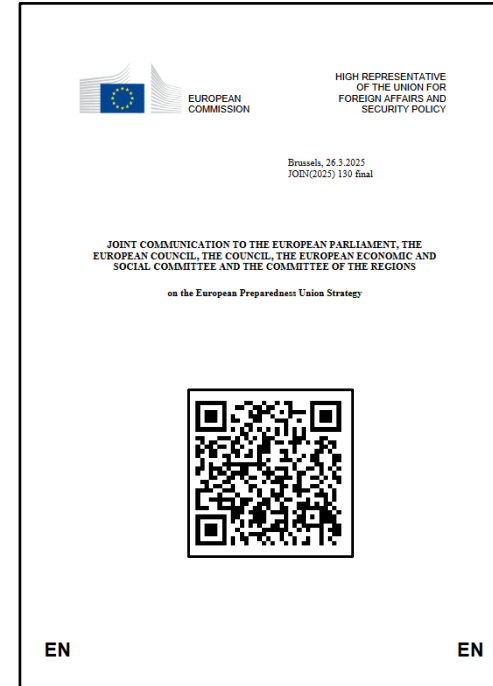 EUROPEAN
COMMISSION
HIGH REPRESENTATIVE
OF THE UNION FOR
FOREIGN AFFAIRS AND
SECURITY POLICY
Brussels, 26.3.2025
JOIN(2025) 130 final
JOINT COMMUNICATION TO THE EUROPEAN PARLIAMENT, THE
EUROPEAN COUNCIL, THE COUNCIL, THE EUROPEAN ECONOMIC AND
SOCIAL COMMITTEE AND THE COMMITTEE OF THE REGIONS
on the European Preparedness Union Strategy
EN
EN